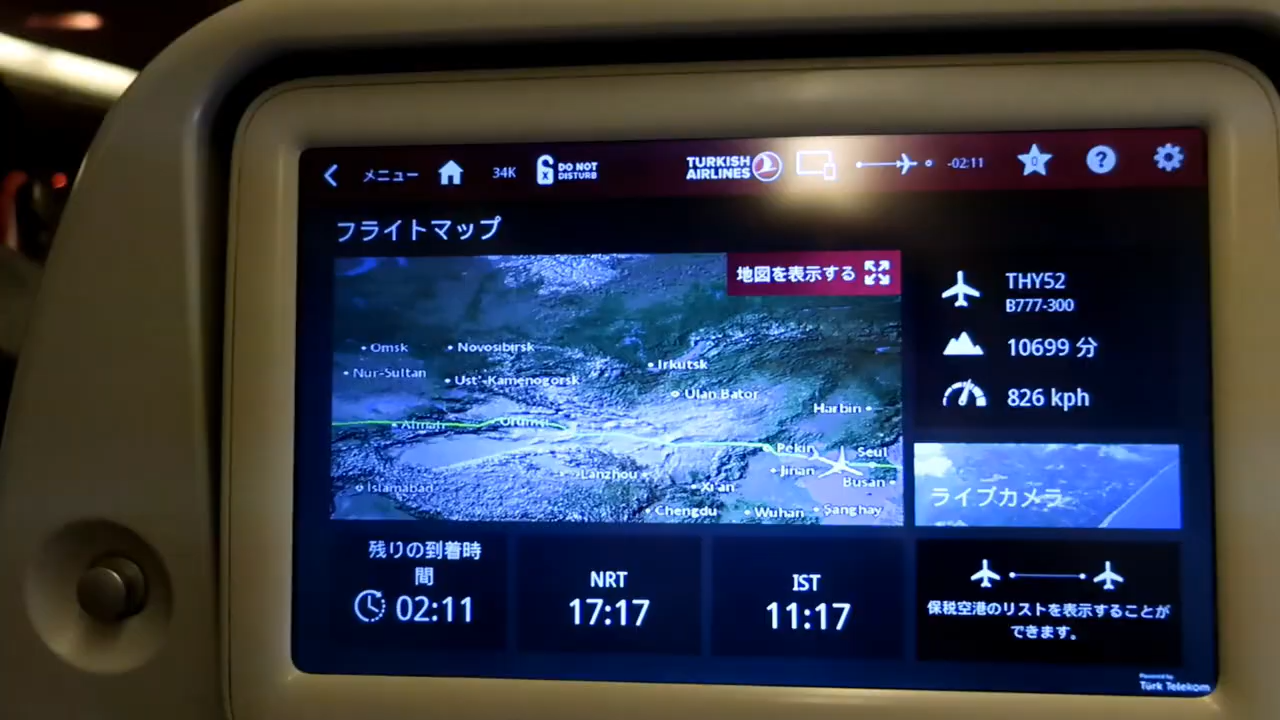 メニュー
34K
DO NOT
DISTURB
TURKISH
AIRLINES
-02:11
0
?
フライトマップ
地図を表示する
Omsk
Novosibirsk
Irkutsk
Nur-Sultan
Ust'-Kamenogorsk
Ulan Bator
Harbin
Almatı
Urumqi
Pekin
Seul
Jinan
Lanzhou
Busan
Islamabad
Xi'an
Chengdu
Wuhan
Şanghay
THY52
B777-300
10699 分
826 kph
ライブカメラ
残りの到着時
間
02:11
NRT
17:17
IST
11:17
保税空港のリストを表示することが
できます。
Powered by
Türk Telekom